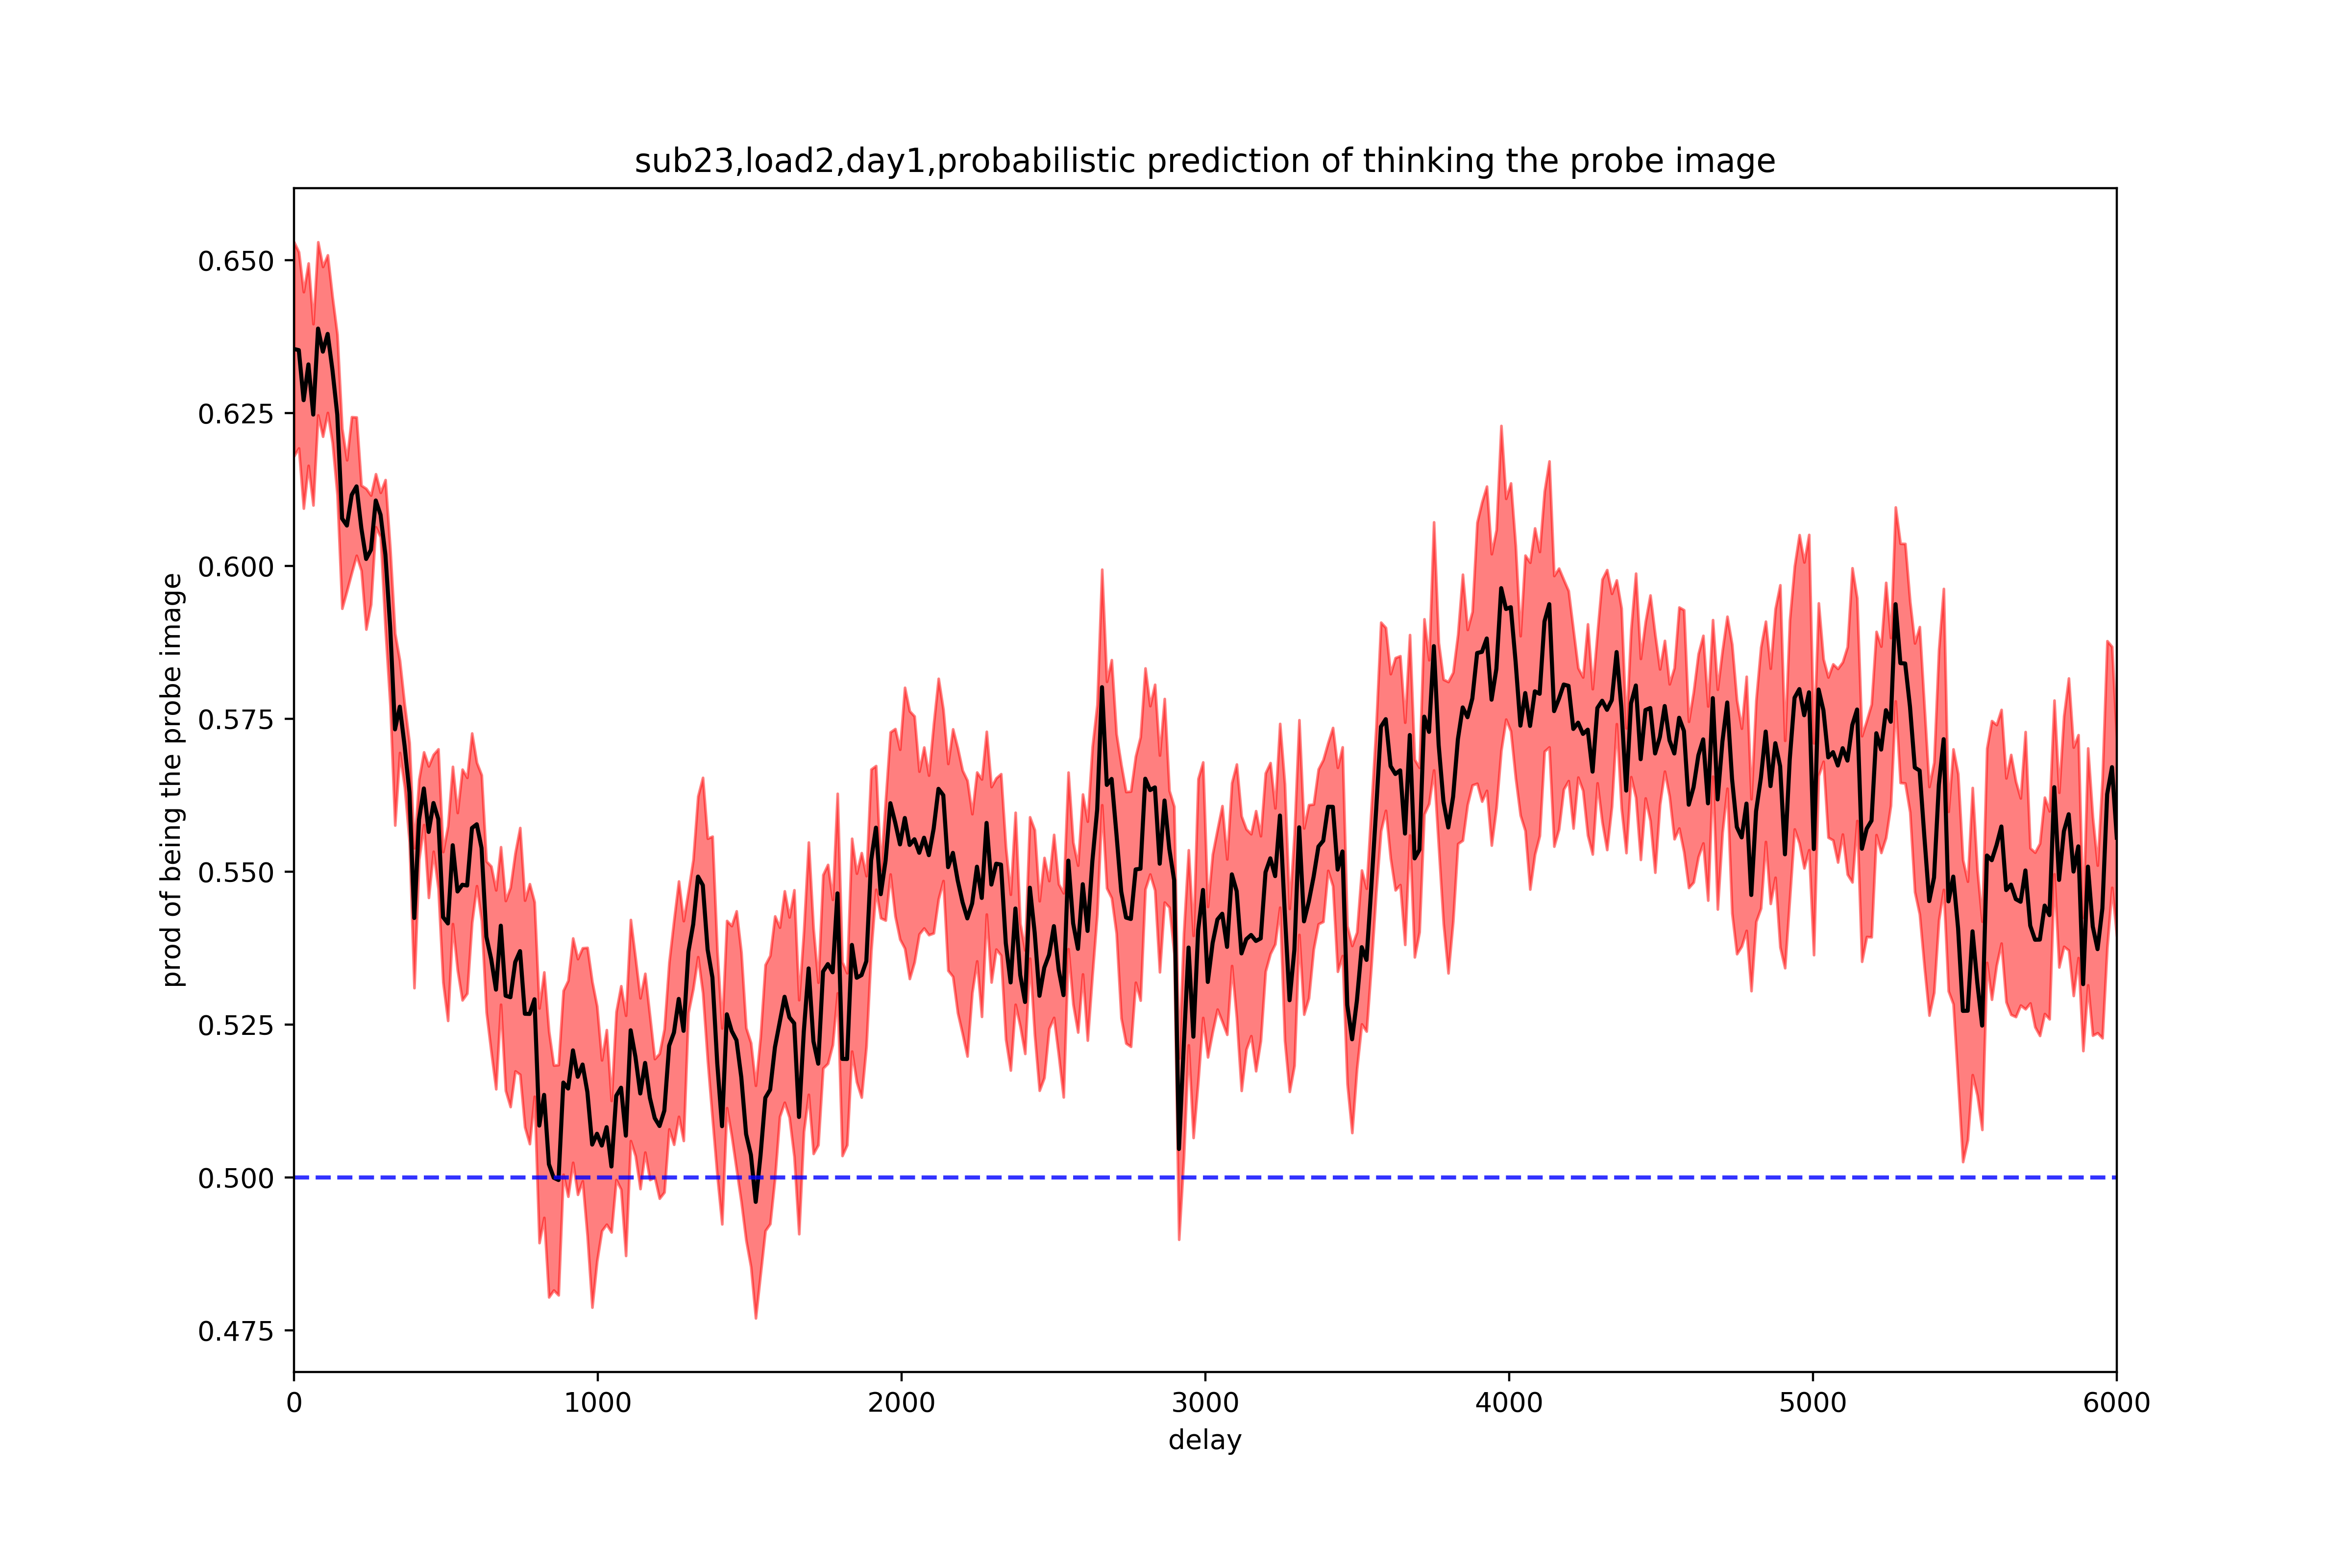 sub23,load2,day1,probabilistic prediction of thinking the probe image
prod of being the probe image
0.650
0.625
0.600
0.575
0.550
0.525
0.500
0.475
0 1000 2000 3000 4000 5000 6000
delay